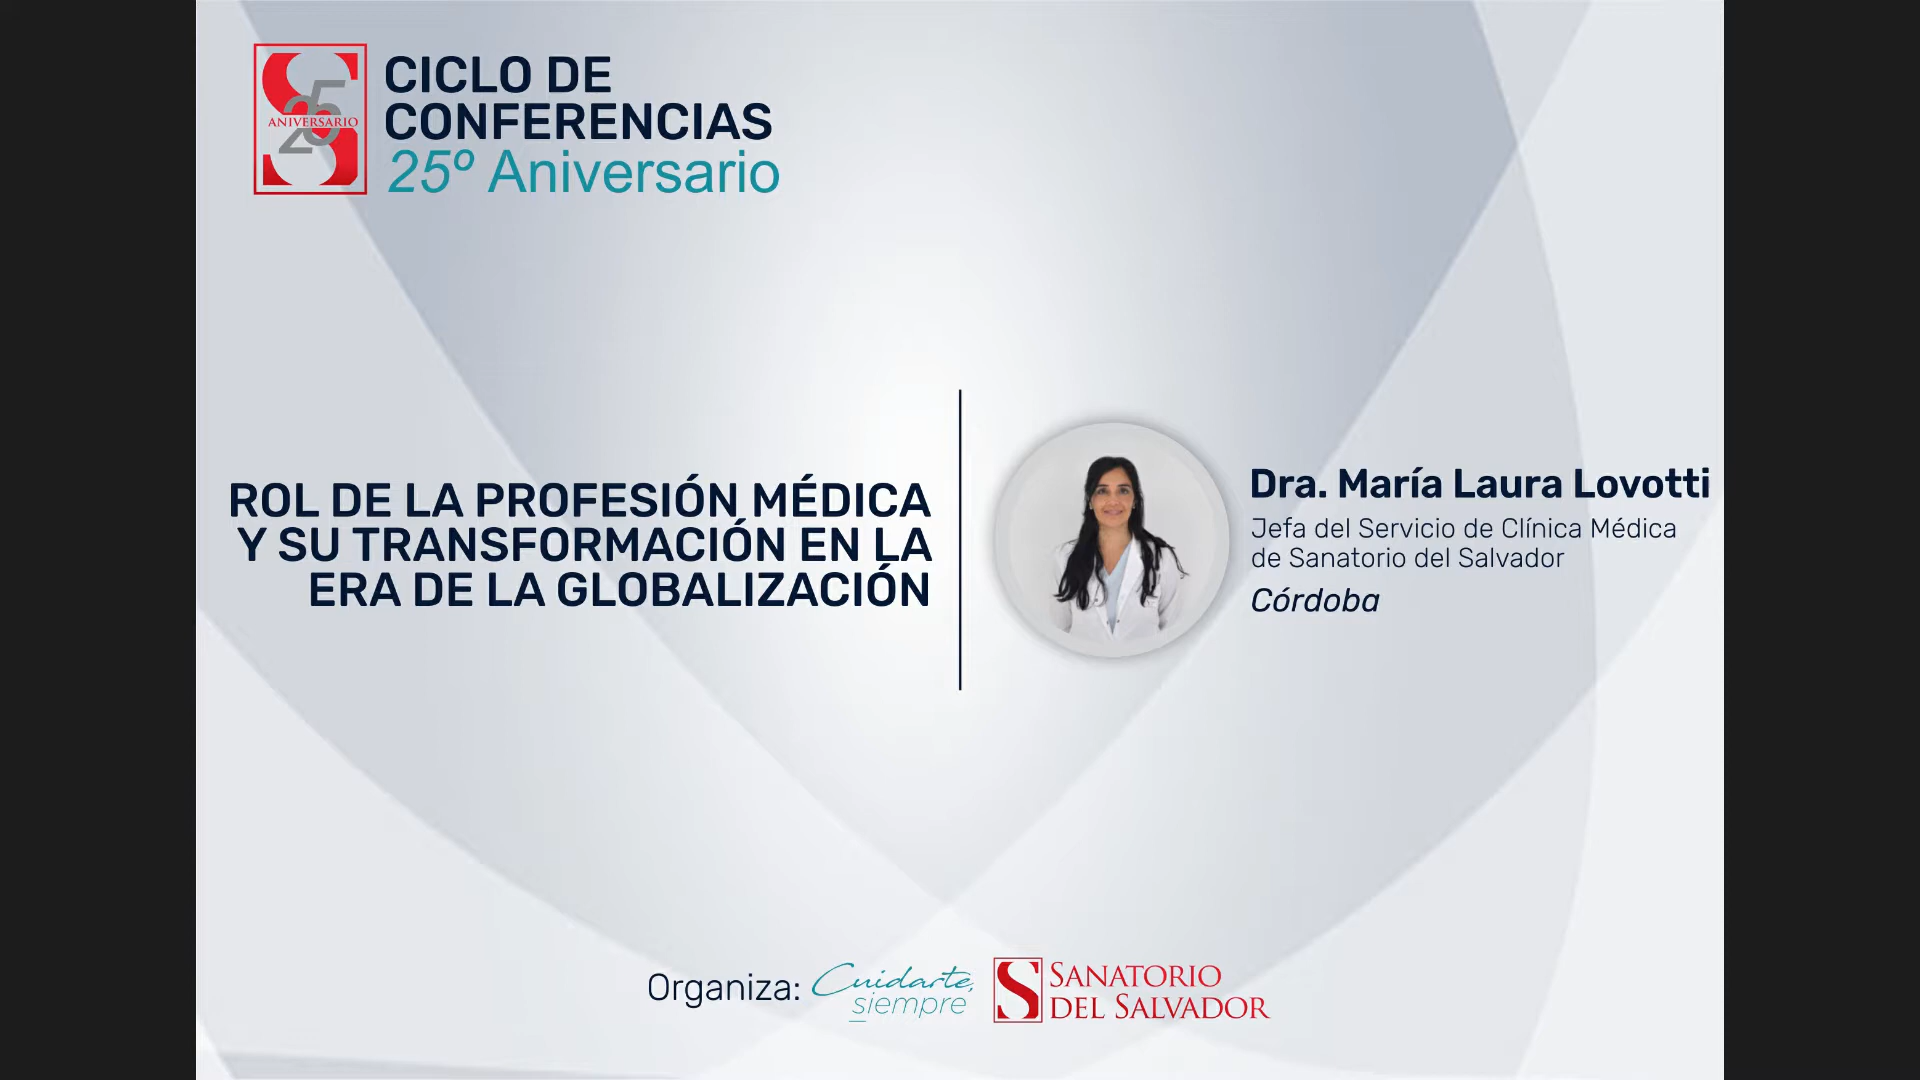 25
ANIVERSARIO
CICLO DE
CONFERENCIAS
25º Aniversario
ROL DE LA PROFESIÓN MÉDICA
Y SU TRANSFORMACIÓN EN LA
ERA DE LA GLOBALIZACIÓN
Dra. María Laura Lovotti
Jefa del Servicio de Clínica Médica
de Sanatorio del Salvador
Córdoba
Organiza:
Cuidarte,
siempre
S
SANATORIO
DEL SALVADOR